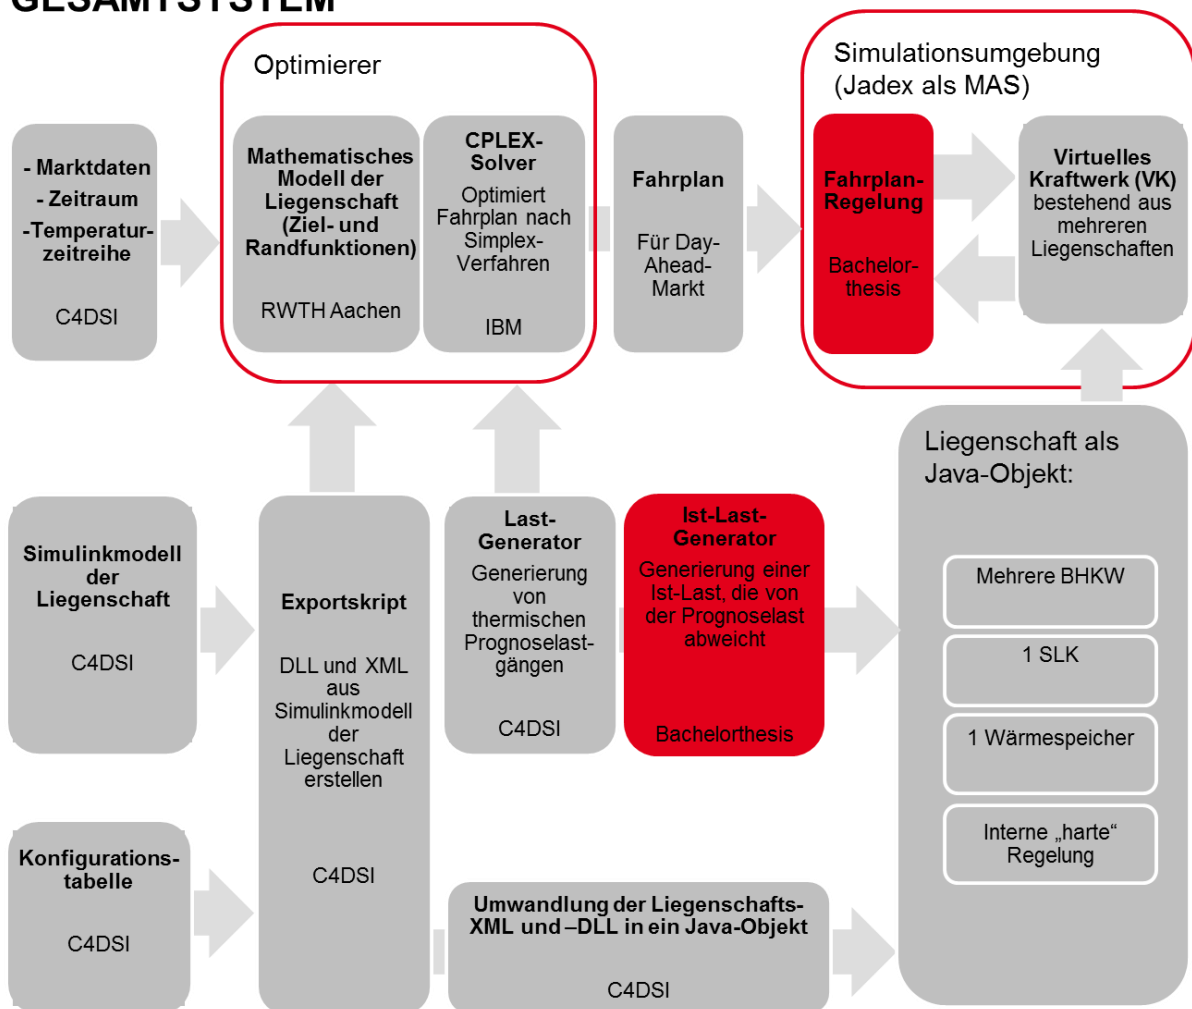 GESAMTSYSTEM
Optimierer
Simulationsumgebung
(Jadex als MAS)
- Marktdaten
- Zeitraum
-Temperatur-
zeitreihe
C4DSI
Mathematisches
Modell der
Liegenschaft
(Ziel- und
Randfunktionen)
RWTH Aachen
CPLEX-
Solver
Optimiert
Fahrplan nach
Simplex-
Verfahren
IBM
Fahrplan
Für Day-
Ahead-
Markt
Fahrplan-
Regelung
Bachelor-
thesis
Virtuelles
Kraftwerk (VK)
bestehend aus
mehreren
Liegenschaften
Simulinkmodell
der
Liegenschaft
C4DSI
Exportskript
DLL und XML
aus
Simulinkmodell
der
Liegenschaft
erstellen
C4DSI
Last-
Generator
Generierung
von
thermischen
Prognoselast-
gängen
C4DSI
Ist-Last-
Generator
Generierung einer
Ist-Last, die von
der Prognoselast
abweicht
Bachelorthesis
Liegenschaft als
Java-Objekt:
Mehrere BHKW
1 SLK
1 Wärmespeicher
Interne „harte“
Regelung
Konfigurations-
tabelle
C4DSI
Umwandlung der Liegenschafts-
XML und –DLL in ein Java-Objekt
C4DSI